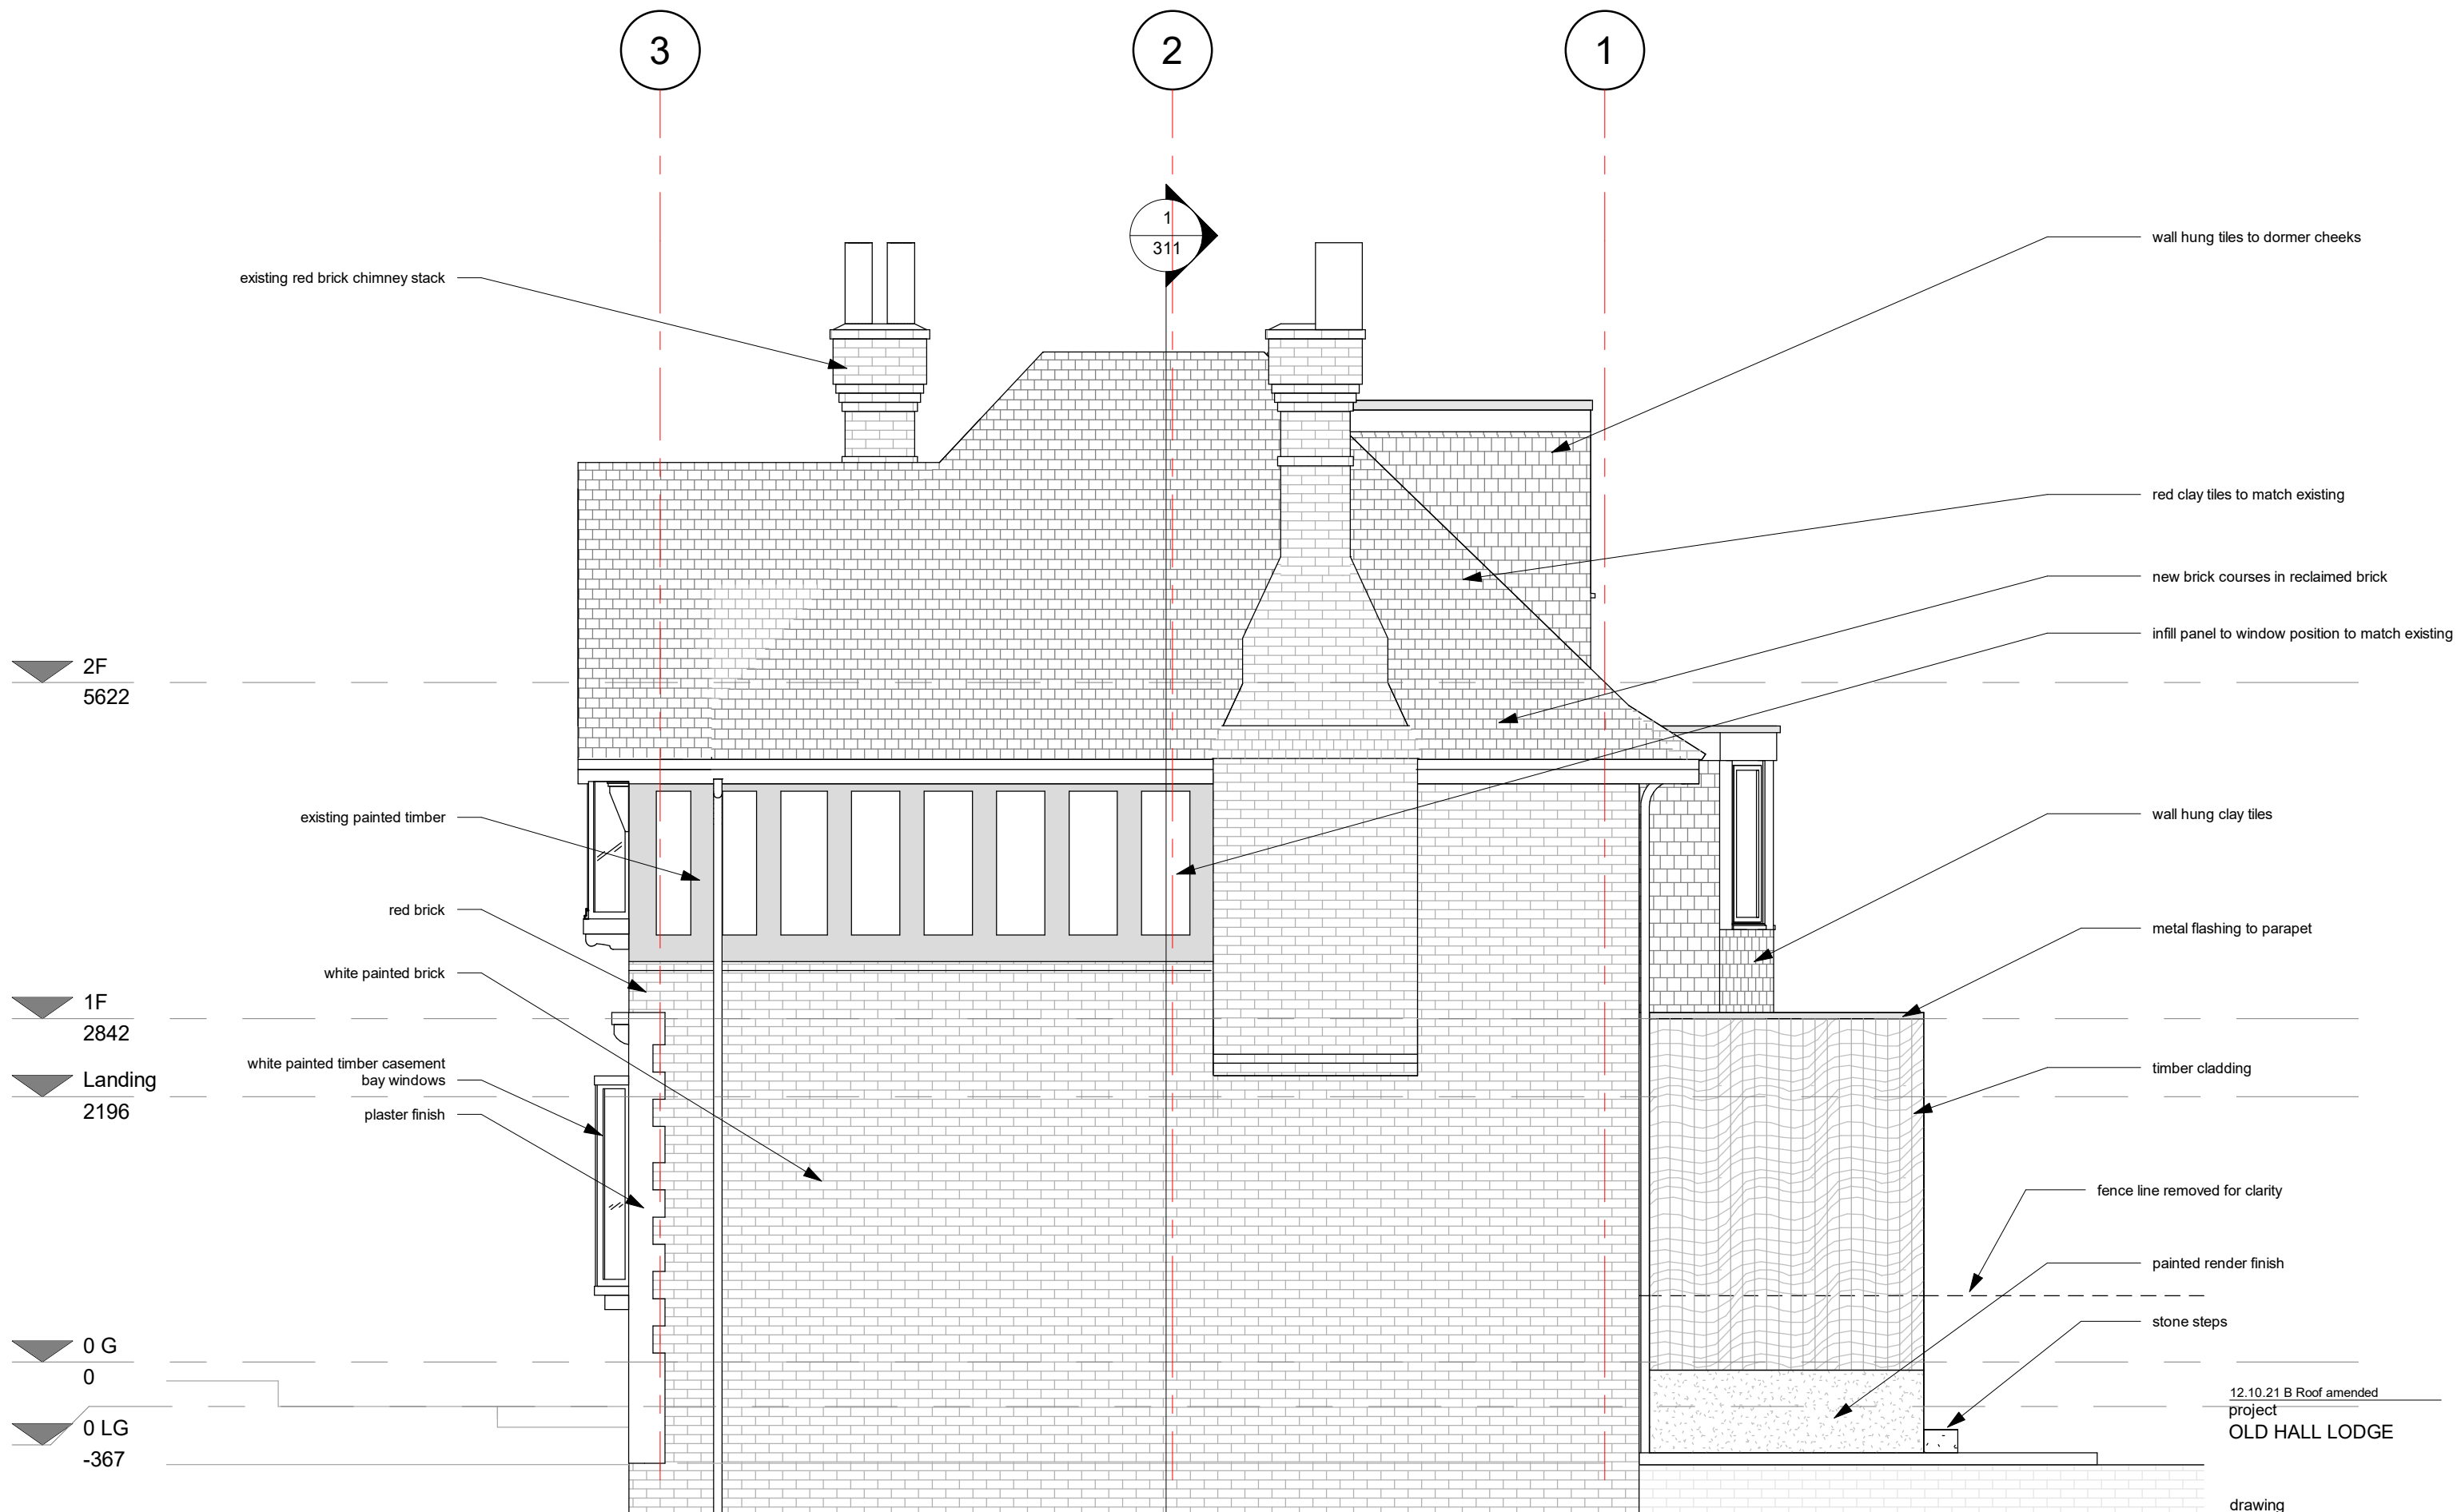 3
2
1
1
311
existing red brick chimney stack
wall hung tiles to dormer cheeks
red clay tiles to match existing
new brick courses in reclaimed brick
infill panel to window position to match existing
2F
5622
existing painted timber
wall hung clay tiles
red brick
metal flashing to parapet
white painted brick
1F
2842
white painted timber casement
bay windows
timber cladding
Landing
2196
plaster finish
fence line removed for clarity
painted render finish
stone steps
0 G
0
12.10.21 B Roof amended
project
OLD HALL LODGE
0 LG
-367
drawing